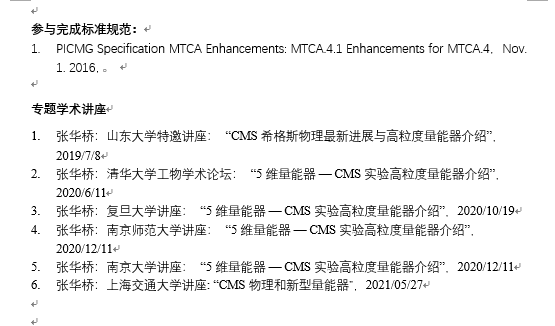 参与完成标准规范：
1. PICMG Specification MTCA Enhancements: MTCA.4.1 Enhancements for MTCA.4, Nov.
1. 2016, 。
专题学术讲座
1. 张华桥：山东大学特邀讲座： “CMS 希格斯物理最新进展与高粒度量能器介绍”，
2019/7/8
2. 张华桥：清华大学工物学术论坛： “5 维量能器 — CMS 实验高粒度量能器介绍”，
2020/6/11
3. 张华桥：复旦大学讲座： “5 维量能器 — CMS 实验高粒度量能器介绍”，2020/10/19
4. 张华桥：南京师范大学讲座： “5 维量能器 — CMS 实验高粒度量能器介绍”，
2020/12/11
5. 张华桥：南京大学讲座： “5 维量能器 — CMS 实验高粒度量能器介绍”，2020/12/11
6. 张华桥：上海交通大学讲座: “CMS 物理和新型量能器”，2021/05/27